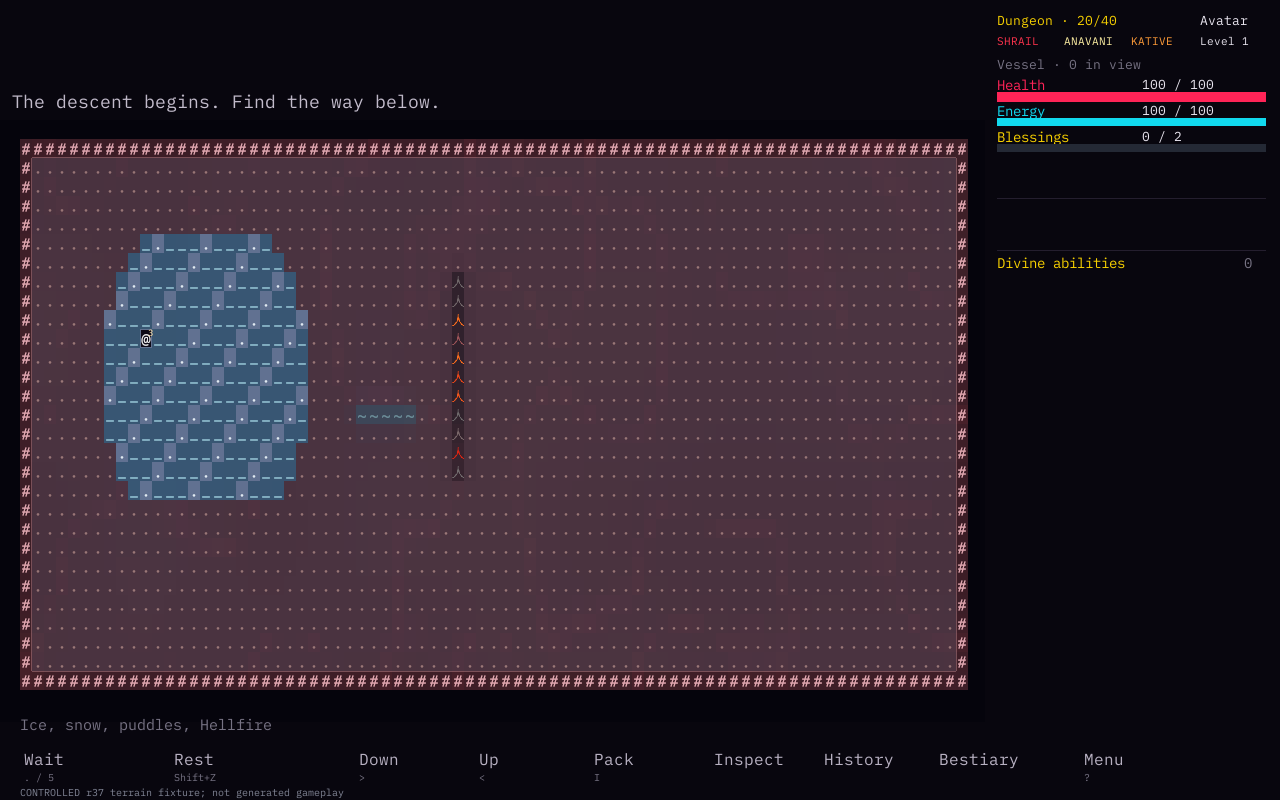 Dungeon · 20/40 Avatar
SHRAIL ANAVANI KATIVE Level 1
Vessel · 0 in view
Health 100 / 100
Energy 100 / 100
Blessings 0 / 2
Divine abilities 0
The descent begins. Find the way below.
@
~~~~~
Ice, snow, puddles, Hellfire
Wait Rest Down Up Pack Inspect History Bestiary Menu
. / 5 Shift+Z > < I ?
CONTROLLED r37 terrain fixture; not generated gameplay